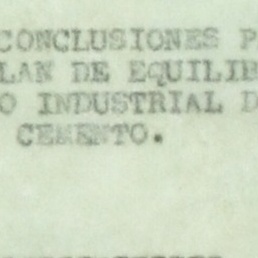 CONCLUSIONES P
LAN DE EQUILIB
O INDUSTRIAL D
CEMENTO.